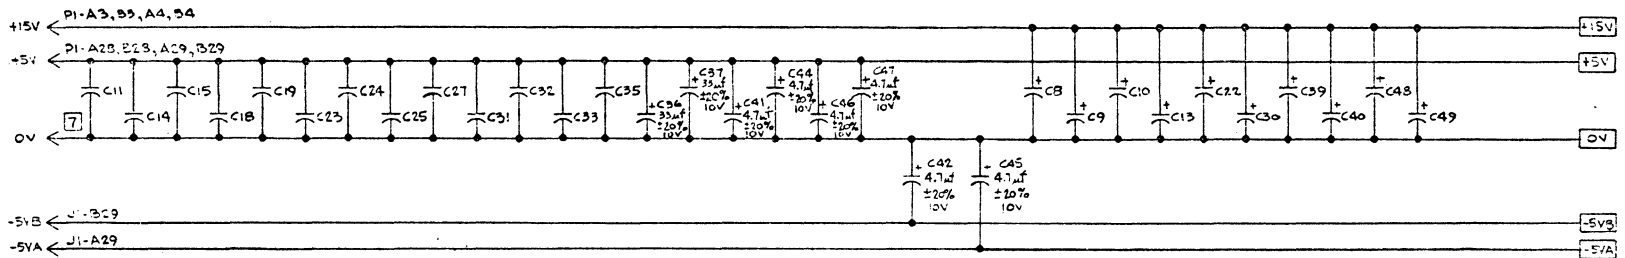 +15V
P1-A3, B3, A4, B4
+15V
+5V
P1-A28, B28, A29, B29
+5V
C11
C14
C15
C18
C19
C23
C24
C25
C27
C31
C32
C33
C35
C36
33µf
±20%
10V
C37
33µf
±20%
10V
C41
4.7µf
±20%
10V
C44
4.7µf
±20%
10V
C46
4.7µf
±20%
10V
C47
4.7µf
±20%
10V
C8
C9
C10
C13
C22
C30
C39
C40
C48
C49
7
0V
0V
C42
4.7µf
±20%
10V
C45
4.7µf
±20%
10V
-5VB
J1-B29
-5VB
-5VA
J1-A29
-5VA